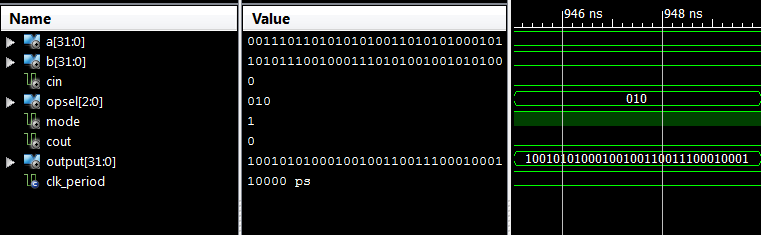 Name Value
946 ns 948 ns
a[31:0] 00111011010101010011010101000101
b[31:0] 10101110010001110101001001010100
cin 0
opsel[2:0] 010 010
mode 1
cout 0
output[31:0] 10010101000100100110011100010001 10010101000100100110011100010001
clk_period 10000 ps